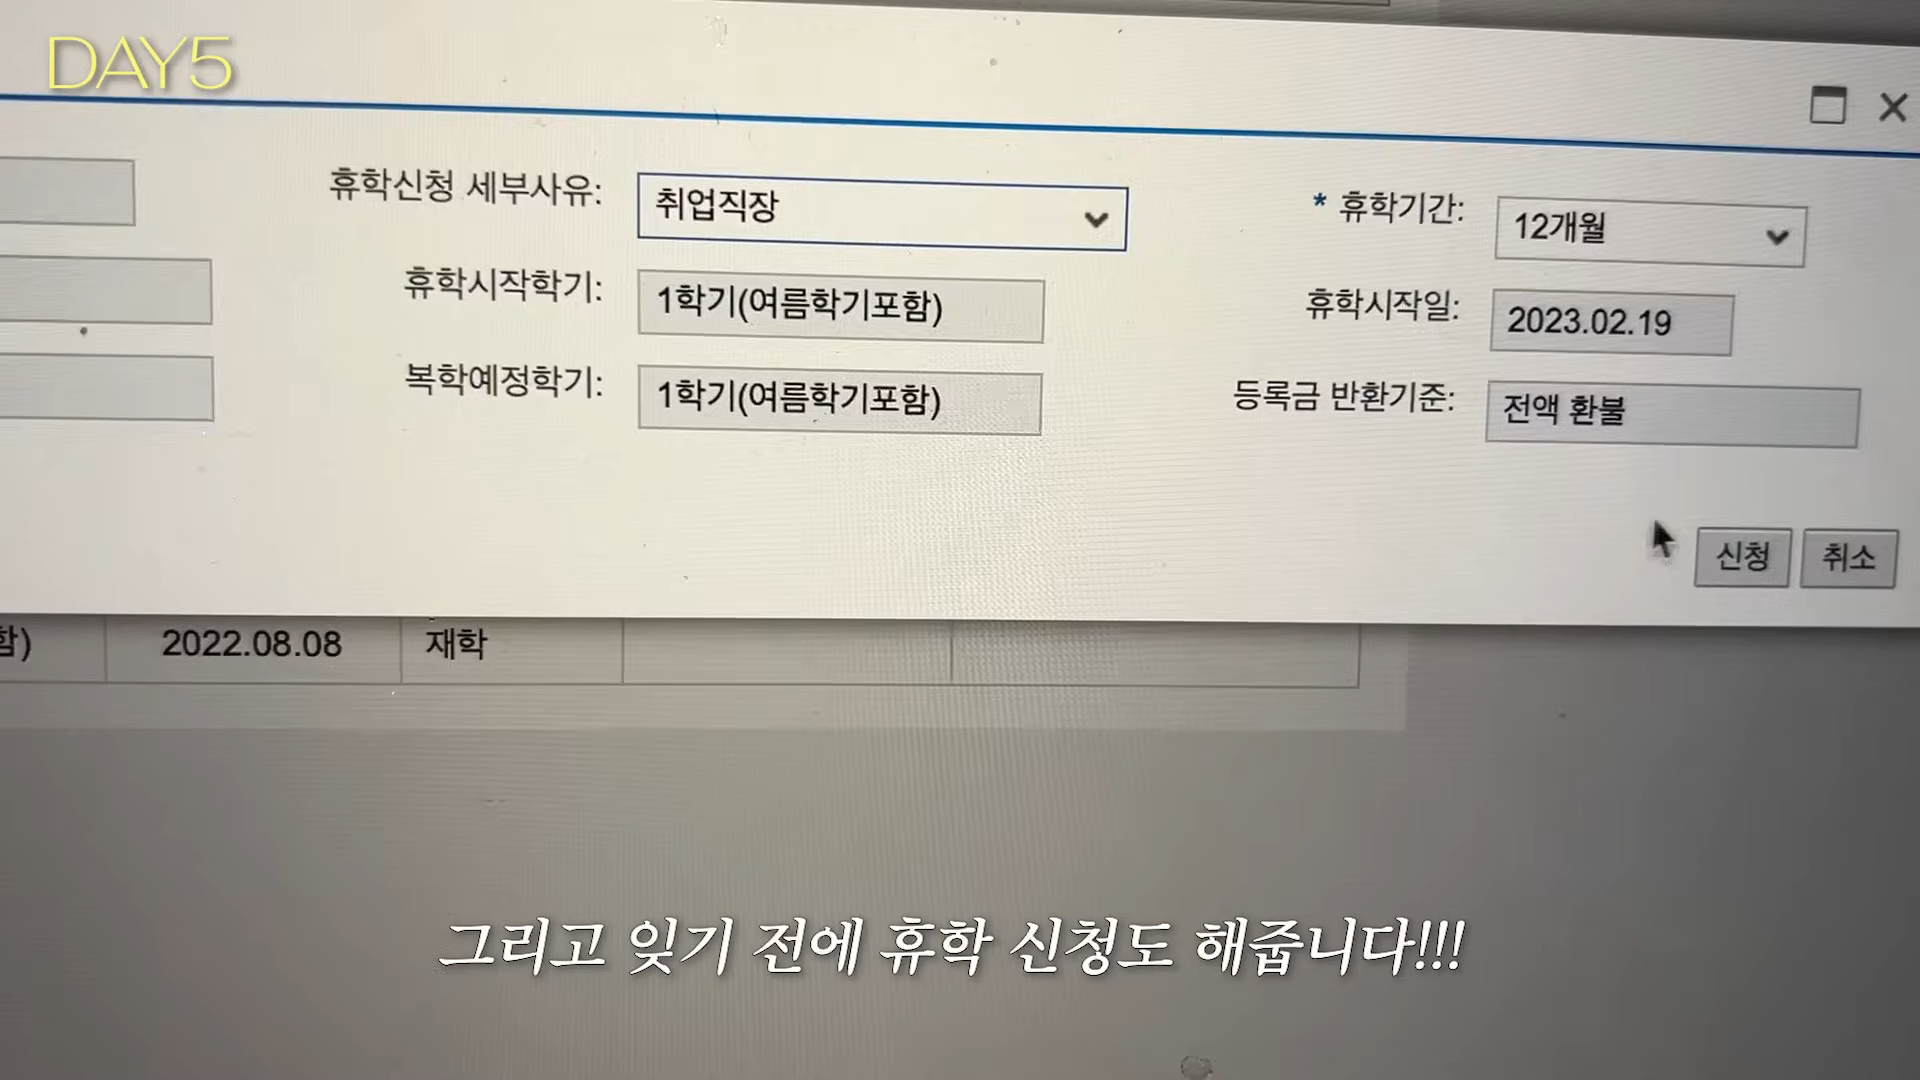 DAY5
휴학신청 세부사유: 취업직장 * 휴학기간: 12개월
휴학시작학기: 1학기(여름학기포함) 휴학시작일: 2023.02.19
복학예정학기: 1학기(여름학기포함) 등록금 반환기준: 전액 환불
신청 취소
함) 2022.08.08 재학
그리고 잊기 전에 휴학 신청도 해줍니다!!!